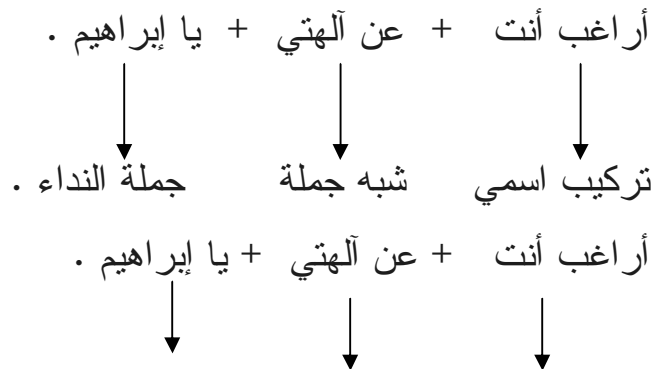 أراغب أنت + عن آلهتي + يا إبراهيم .
تركيب اسمي شبه جملة جملة النداء .
أراغب أنت + عن آلهتي + يا إبراهيم .